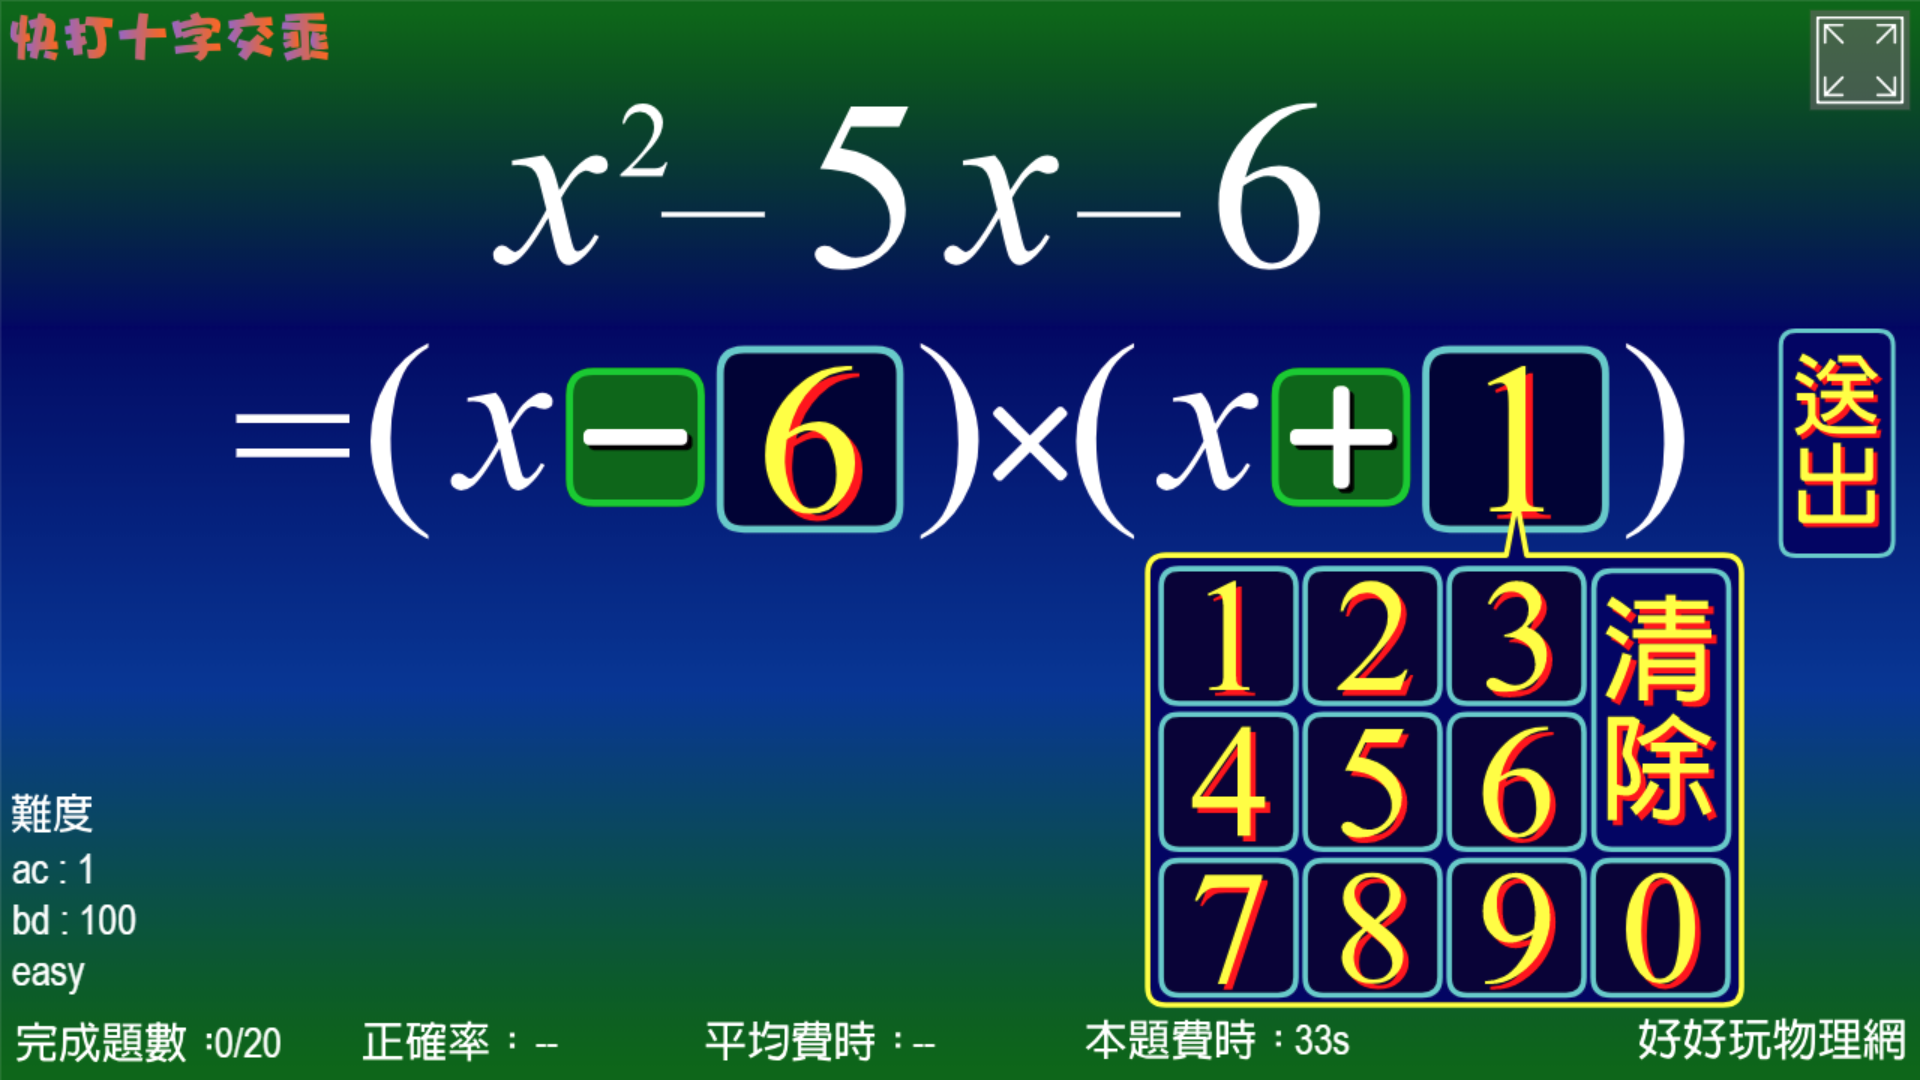 快打十字交乘
x²－5x－6
=(x－6)×(x+1)
送出
1 2 3 清除
4 5 6
7 8 9 0
難度
ac : 1
bd : 100
easy
完成題數 :0/20 正確率 : -- 平均費時 : -- 本題費時 : 33s 好好玩物理網